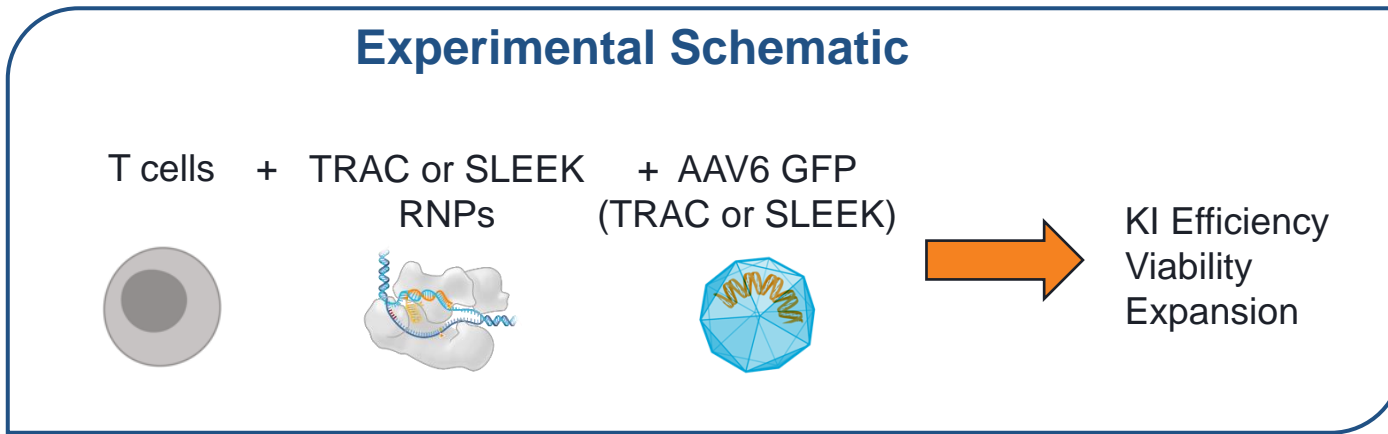 Experimental Schematic
T cells + TRAC or SLEEK + AAV6 GFP
RNPs (TRAC or SLEEK)
KI Efficiency
Viability
Expansion